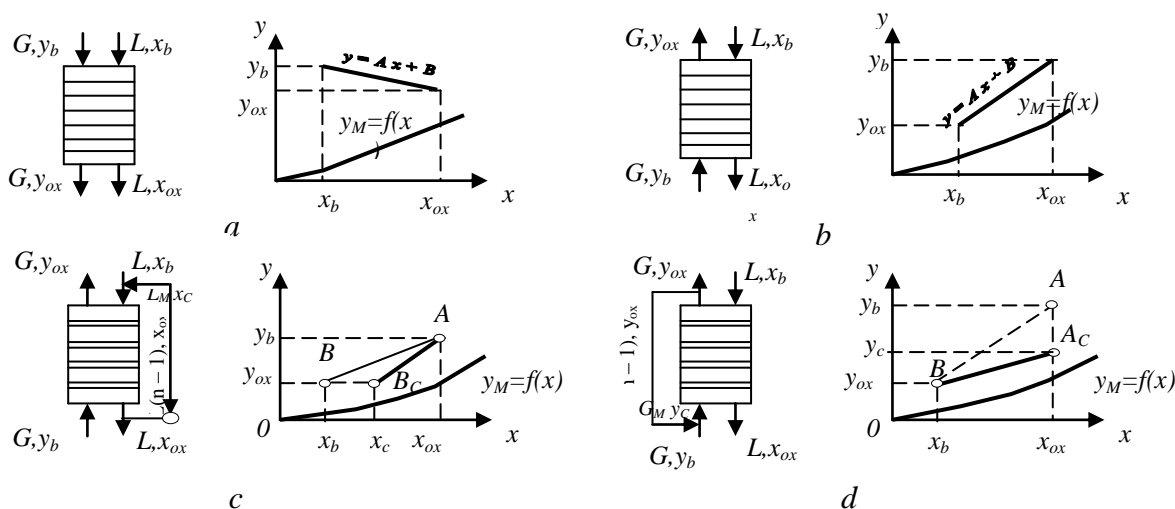 G,y_b L,x_b
G,y_ox L,x_ox
y
y_b
y_ox
y = Ax + B
y_M=f(x
)
x_b x_ox x
a
G,y_ox L,x_b
G,y_b L,x_o
x
y
y_b
y_ox
y = Ax + B
y_M=f(x)
x_b x_ox x
b
G,y_ox L,x_b
L_M x_C
(n − 1), x_o
G,y_b L,x_ox
y
y_b
y_ox
0
A
B
B_C
y_M=f(x)
x_b x_c x_ox x
c
G,y_ox L,x_b
− 1), y_ox
G_M y_C
G,y_b L,x_ox
y
y_b
y_c
y_ox
0
A
A_C
B
y_M=f(x)
x_b x_ox x
d